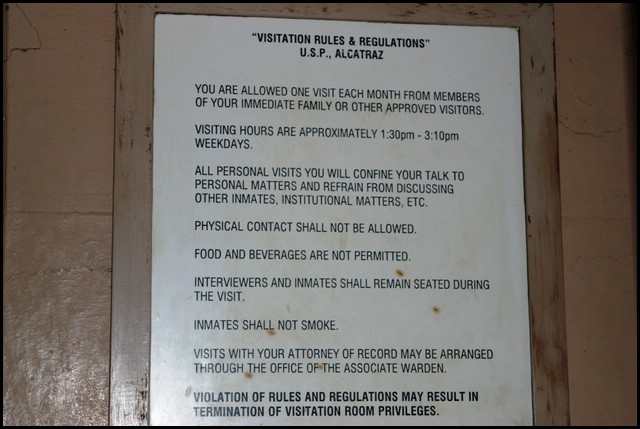 "VISITATION RULES & REGULATIONS"
U.S.P., ALCATRAZ
YOU ARE ALLOWED ONE VISIT EACH MONTH FROM MEMBERS
OF YOUR IMMEDIATE FAMILY OR OTHER APPROVED VISITORS.
VISITING HOURS ARE APPROXIMATELY 1:30pm - 3:10pm
WEEKDAYS.
ALL PERSONAL VISITS YOU WILL CONFINE YOUR TALK TO
PERSONAL MATTERS AND REFRAIN FROM DISCUSSING
OTHER INMATES, INSTITUTIONAL MATTERS, ETC.
PHYSICAL CONTACT SHALL NOT BE ALLOWED.
FOOD AND BEVERAGES ARE NOT PERMITTED.
INTERVIEWERS AND INMATES SHALL REMAIN SEATED DURING
THE VISIT.
INMATES SHALL NOT SMOKE.
VISITS WITH YOUR ATTORNEY OF RECORD MAY BE ARRANGED
THROUGH THE OFFICE OF THE ASSOCIATE WARDEN.
VIOLATION OF RULES AND REGULATIONS MAY RESULT IN
TERMINATION OF VISITATION ROOM PRIVILEGES.